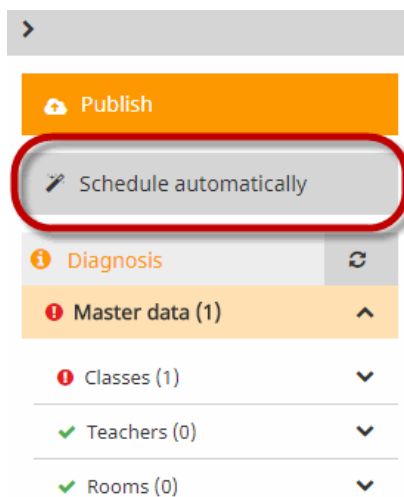 Publish
Schedule automatically
Diagnosis
Master data (1)
Classes (1)
Teachers (0)
Rooms (0)